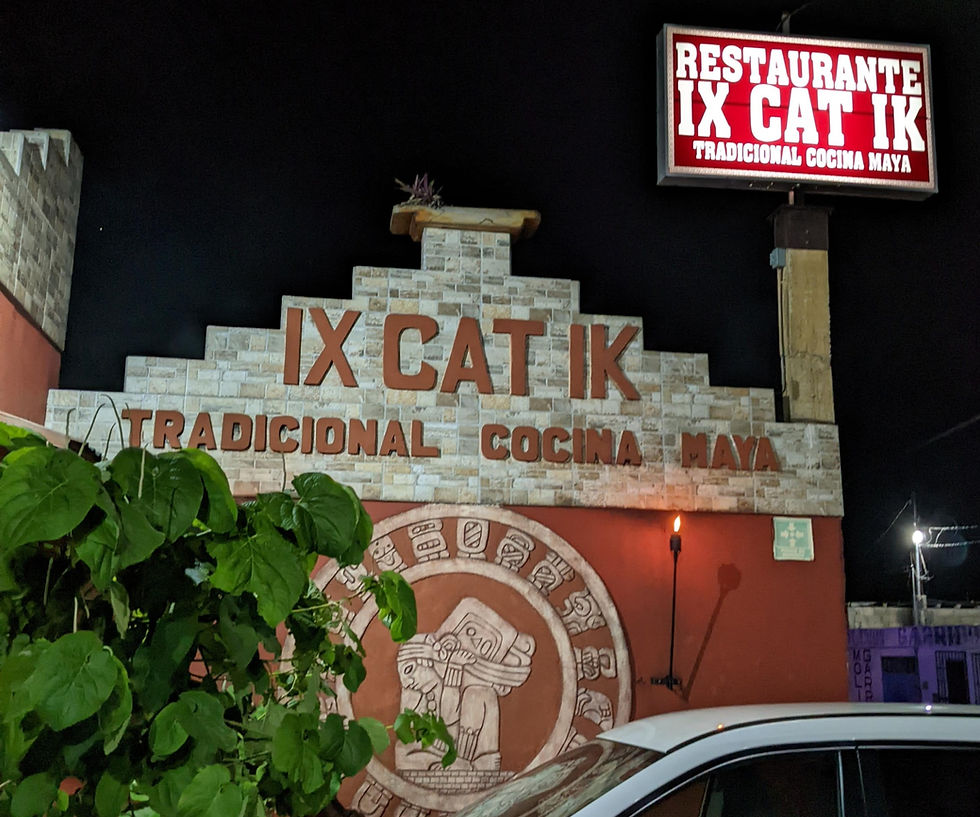 RESTAURANTE
IX CAT IK
TRADICIONAL COCINA MAYA
IX CAT IK
TRADICIONAL COCINA MAYA